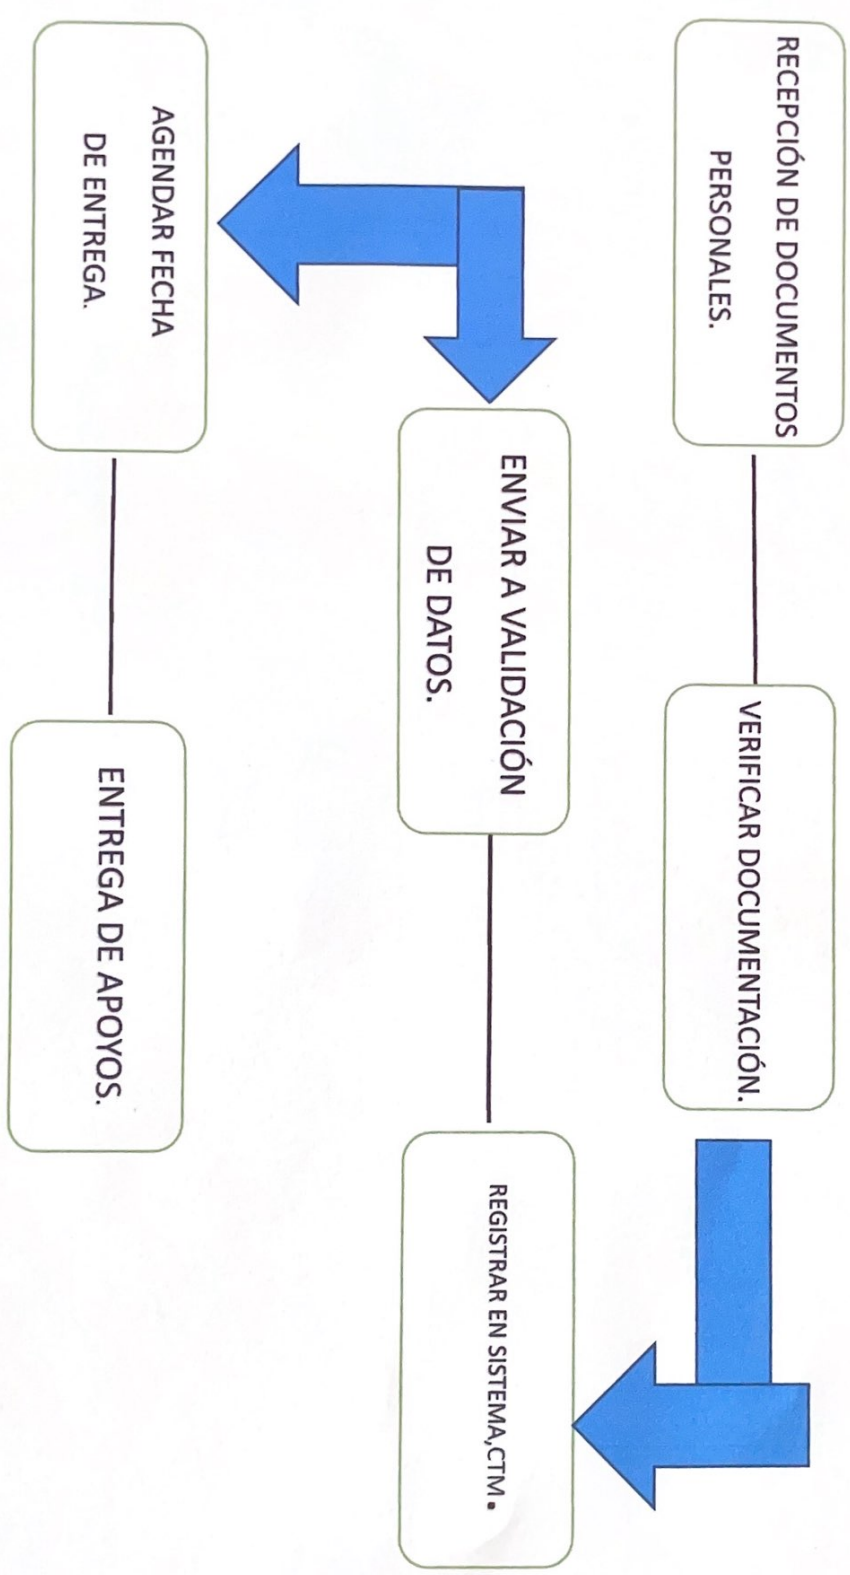 RECEPCIÓN DE DOCUMENTOS
PERSONALES.
VERIFICAR DOCUMENTACIÓN.
REGISTRAR EN SISTEMA,CTM.
ENVIAR A VALIDACIÓN
DE DATOS.
AGENDAR FECHA
DE ENTREGA.
ENTREGA DE APOYOS.